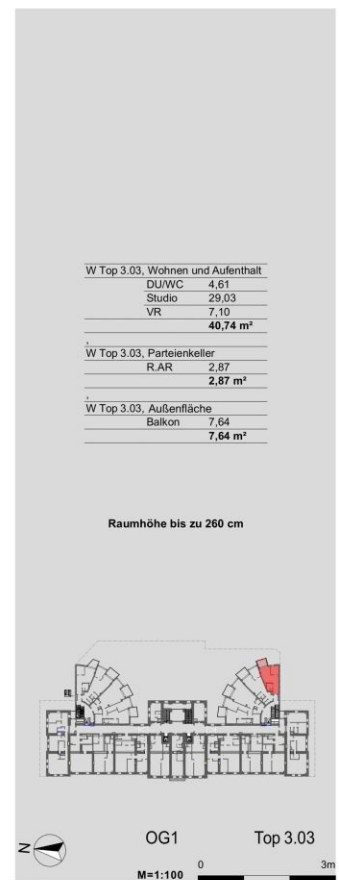 W Top 3.03, Wohnen und Aufenthalt
DU/WC 4,61
Studio 29,03
VR 7,10
40,74 m²
,
W Top 3.03, Parteienkeller
R.AR 2,87
2,87 m²
,
W Top 3.03, Außenfläche
Balkon 7,64
7,64 m²
Raumhöhe bis zu 260 cm
N
OG1 Top 3.03
M=1:100 0 3m